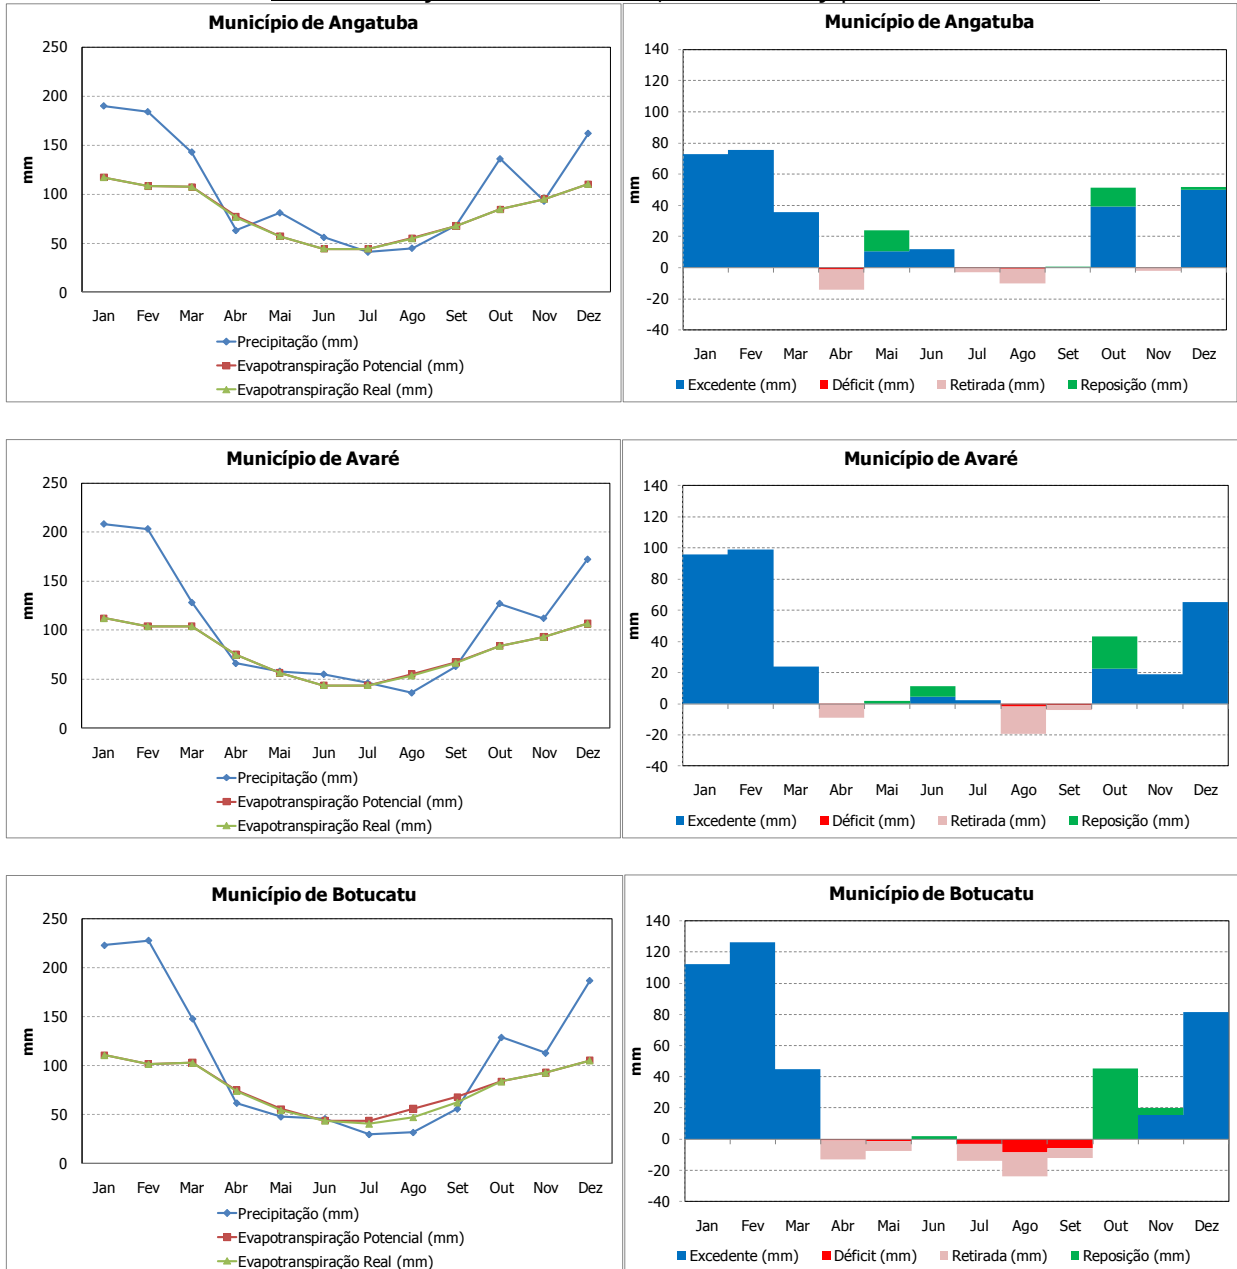 Município de Angatuba
250
200
150
100
50
0
mm
Jan Fev Mar Abr Mai Jun Jul Ago Set Out Nov Dez
Precipitação (mm)
Evapotranspiração Potencial (mm)
Evapotranspiração Real (mm)
Município de Angatuba
140
120
100
80
60
40
20
0
-20
-40
mm
Jan Fev Mar Abr Mai Jun Jul Ago Set Out Nov Dez
Excedente (mm) Déficit (mm) Retirada (mm) Reposição (mm)
Município de Avaré
250
200
150
100
50
0
mm
Jan Fev Mar Abr Mai Jun Jul Ago Set Out Nov Dez
Precipitação (mm)
Evapotranspiração Potencial (mm)
Evapotranspiração Real (mm)
Município de Avaré
140
120
100
80
60
40
20
0
-20
-40
mm
Jan Fev Mar Abr Mai Jun Jul Ago Set Out Nov Dez
Excedente (mm) Déficit (mm) Retirada (mm) Reposição (mm)
Município de Botucatu
250
200
150
100
50
0
mm
Jan Fev Mar Abr Mai Jun Jul Ago Set Out Nov Dez
Precipitação (mm)
Evapotranspiração Potencial (mm)
Evapotranspiração Real (mm)
Município de Botucatu
140
120
100
80
60
40
20
0
-20
-40
mm
Jan Fev Mar Abr Mai Jun Jul Ago Set Out Nov Dez
Excedente (mm) Déficit (mm) Retirada (mm) Reposição (mm)